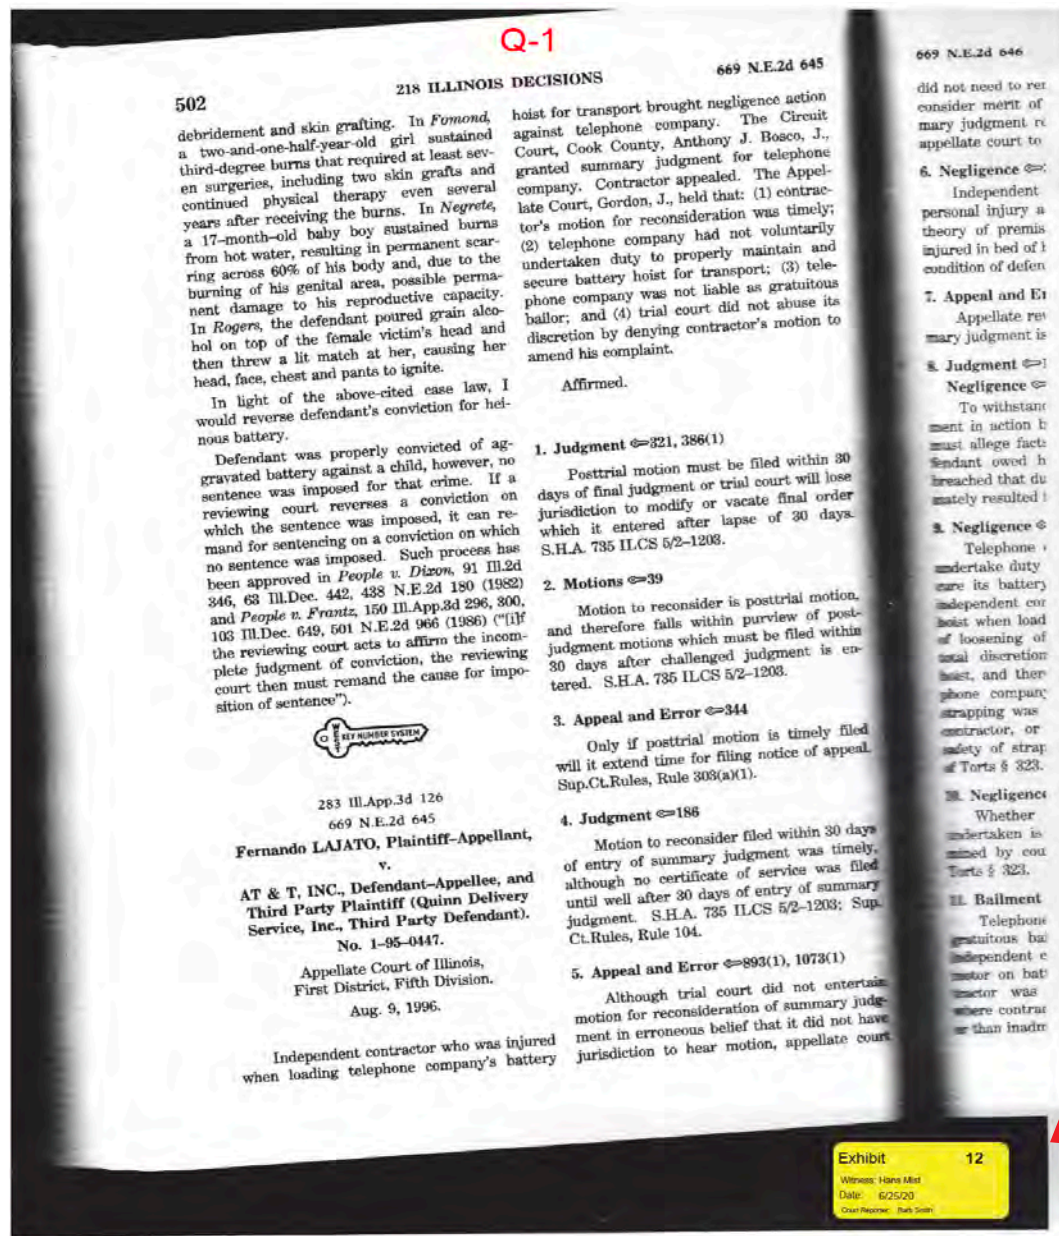 Q-1
502
218 ILLINOIS DECISIONS
669 N.E.2d 645
debridement and skin grafting. In Fomond,
a two-and-one-half-year-old girl sustained
third-degree burns that required at least sev-
en surgeries, including two skin grafts and
continued physical therapy even several
years after receiving the burns. In Negrete,
a 17–month–old baby boy sustained burns
from hot water, resulting in permanent scar-
ring across 60% of his body and, due to the
burning of his genital area, possible perma-
nent damage to his reproductive capacity.
In Rogers, the defendant poured grain alco-
hol on top of the female victim's head and
then threw a lit match at her, causing her
head, face, chest and pants to ignite.
In light of the above-cited case law, I
would reverse defendant's conviction for hei-
nous battery.
Defendant was properly convicted of ag-
gravated battery against a child, however, no
sentence was imposed for that crime. If a
reviewing court reverses a conviction on
which the sentence was imposed, it can re-
mand for sentencing on a conviction on which
no sentence was imposed. Such process has
been approved in People v. Dixon, 91 Ill.2d
346, 63 Ill.Dec. 442, 438 N.E.2d 180 (1982)
and People v. Frantz, 150 Ill.App.3d 296, 300,
103 Ill.Dec. 649, 501 N.E.2d 966 (1986) ("[i]f
the reviewing court acts to affirm the incom-
plete judgment of conviction, the reviewing
court then must remand the cause for impo-
sition of sentence").
WEST
KEY NUMBER SYSTEM
283 Ill.App.3d 126
669 N.E.2d 645
Fernando LAJATO, Plaintiff–Appellant,
v.
AT & T, INC., Defendant–Appellee, and
Third Party Plaintiff (Quinn Delivery
Service, Inc., Third Party Defendant).
No. 1–95–0447.
Appellate Court of Illinois,
First District, Fifth Division.
Aug. 9, 1996.
Independent contractor who was injured
when loading telephone company's battery
hoist for transport brought negligence action
against telephone company. The Circuit
Court, Cook County, Anthony J. Bosco, J.,
granted summary judgment for telephone
company. Contractor appealed. The Appel-
late Court, Gordon, J., held that: (1) contrac-
tor's motion for reconsideration was timely;
(2) telephone company had not voluntarily
undertaken duty to properly maintain and
secure battery hoist for transport; (3) tele-
phone company was not liable as gratuitous
bailor; and (4) trial court did not abuse its
discretion by denying contractor's motion to
amend his complaint.
Affirmed.
1. Judgment 321, 386(1)
Posttrial motion must be filed within 30
days of final judgment or trial court will lose
jurisdiction to modify or vacate final order
which it entered after lapse of 30 days.
S.H.A. 735 ILCS 5/2–1203.
2. Motions 39
Motion to reconsider is posttrial motion,
and therefore falls within purview of post-
judgment motions which must be filed within
30 days after challenged judgment is en-
tered. S.H.A. 735 ILCS 5/2–1203.
3. Appeal and Error 344
Only if posttrial motion is timely filed
will it extend time for filing notice of appeal.
Sup.Ct.Rules, Rule 303(a)(1).
4. Judgment 186
Motion to reconsider filed within 30 days
of entry of summary judgment was timely,
although no certificate of service was filed
until well after 30 days of entry of summary
judgment. S.H.A. 735 ILCS 5/2–1203; Sup.
Ct.Rules, Rule 104.
5. Appeal and Error 893(1), 1073(1)
Although trial court did not entertain
motion for reconsideration of summary judg-
ment in erroneous belief that it did not have
jurisdiction to hear motion, appellate court
669 N.E.2d 646
did not need to
consider merit of
mary judgment
appellate court to
6. Negligence
Independent
personal injury a
theory of premis
injured in bed of
condition of defen
7. Appeal and
Appellate
mary judgment is
8. Judgment
Negligence
To withstand
ment in action
must allege facts
fendant owed
breached that
mately resulted
9. Negligence
Telephone
undertake duty
cure its battery
independent
hoist when load
of loosening of
total discretion
hoist, and ther
phone company
strapping was
contractor, or
safety of strap
of Torts § 323.
10. Negligence
Whether
undertaken is
mined by cou
Torts § 323.
11. Bailment
Telephone
gratuitous
independent
motor on
tractor was
where contrac
or than
Exhibit 12
Witness: Hans Mist
Date: 6/25/20
Court Reporter: Barb Smith